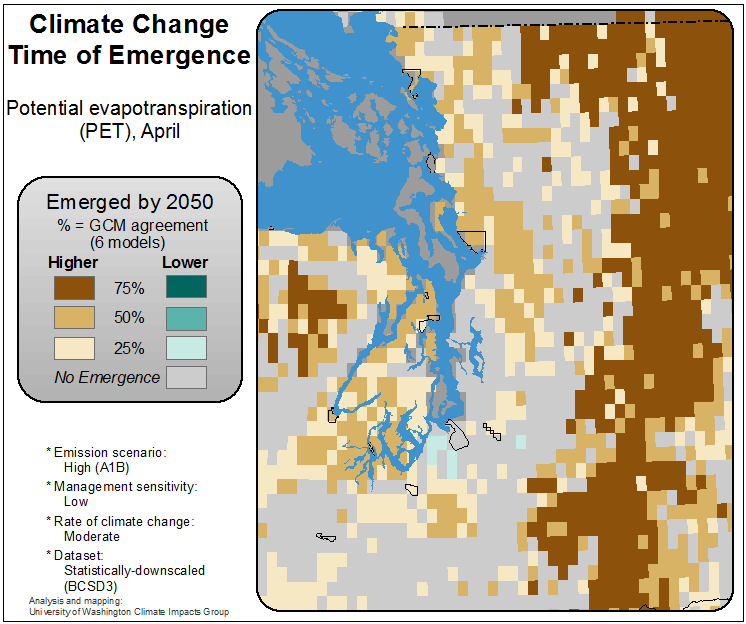 Climate Change
Time of Emergence
Potential evapotranspiration
(PET), April
Emerged by 2050
% = GCM agreement
(6 models)
Higher Lower
75%
50%
25%
No Emergence
* Emission scenario:
High (A1B)
* Management sensitivity:
Low
* Rate of climate change:
Moderate
* Dataset:
Statistically-downscaled
(BCSD3)
Analysis and mapping:
University of Washington Climate Impacts Group